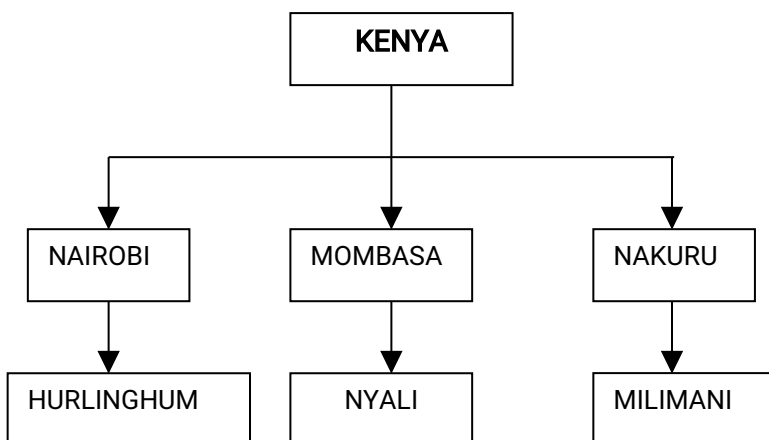 KENYA
NAIROBI
MOMBASA
NAKURU
HURLINGHUM
NYALI
MILIMANI